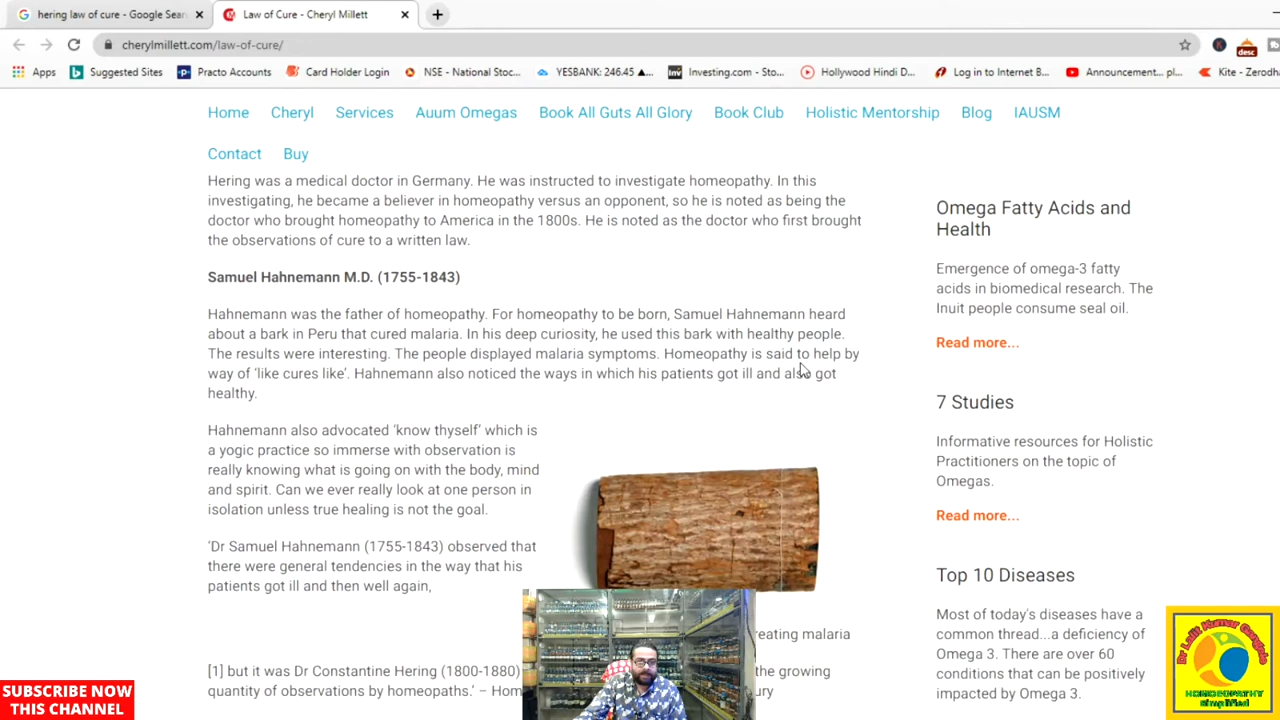 hering law of cure - Google Sear
Law of Cure - Cheryl Millett
cherylmillett.com/law-of-cure/
desc
Apps
Suggested Sites
Practo Accounts
Card Holder Login
NSE - National Stoc...
YESBANK: 246.45 ▲...
Inv
Investing.com - Sto...
Hollywood Hindi D...
Log in to Internet B...
Announcement... pl...
Kite - Zerodh
Home
Cheryl
Services
Auum Omegas
Book All Guts All Glory
Book Club
Holistic Mentorship
Blog
IAUSM
Contact
Buy
Hering was a medical doctor in Germany. He was instructed to investigate homeopathy. In this
investigating, he became a believer in homeopathy versus an opponent, so he is noted as being the
doctor who brought homeopathy to America in the 1800s. He is noted as the doctor who first brought
the observations of cure to a written law.
Samuel Hahnemann M.D. (1755-1843)
Hahnemann was the father of homeopathy. For homeopathy to be born, Samuel Hahnemann heard
about a bark in Peru that cured malaria. In his deep curiosity, he used this bark with healthy people.
The results were interesting. The people displayed malaria symptoms. Homeopathy is said to help by
way of ‘like cures like’. Hahnemann also noticed the ways in which his patients got ill and also got
healthy.
Hahnemann also advocated ‘know thyself’ which is
a yogic practice so immerse with observation is
really knowing what is going on with the body, mind
and spirit. Can we ever really look at one person in
isolation unless true healing is not the goal.
‘Dr Samuel Hahnemann (1755-1843) observed that
there were general tendencies in the way that his
patients got ill and then well again,
reating malaria
[1] but it was Dr Constantine Hering (1800-1880)
the growing
quantity of observations by homeopaths.’ – Hom
ury
Omega Fatty Acids and
Health
Emergence of omega-3 fatty
acids in biomedical research. The
Inuit people consume seal oil.
Read more...
7 Studies
Informative resources for Holistic
Practitioners on the topic of
Omegas.
Read more...
Top 10 Diseases
Most of today's diseases have a
common thread...a deficiency of
Omega 3. There are over 60
conditions that can be positively
impacted by Omega 3.
SUBSCRIBE NOW
THIS CHANNEL
HOMOEOPATHY
Simplified